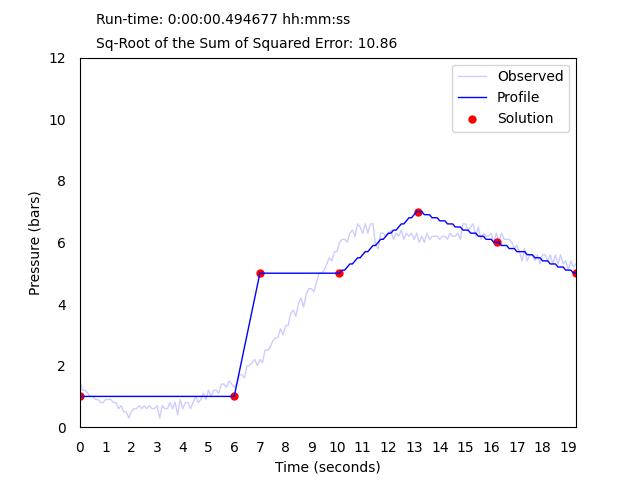 Run-time: 0:00:00.494677 hh:mm:ss
Sq-Root of the Sum of Squared Error: 10.86
Observed
Profile
Solution
12
10
8
6
4
2
0
Pressure (bars)
0 1 2 3 4 5 6 7 8 9 10 11 12 13 14 15 16 17 18 19
Time (seconds)